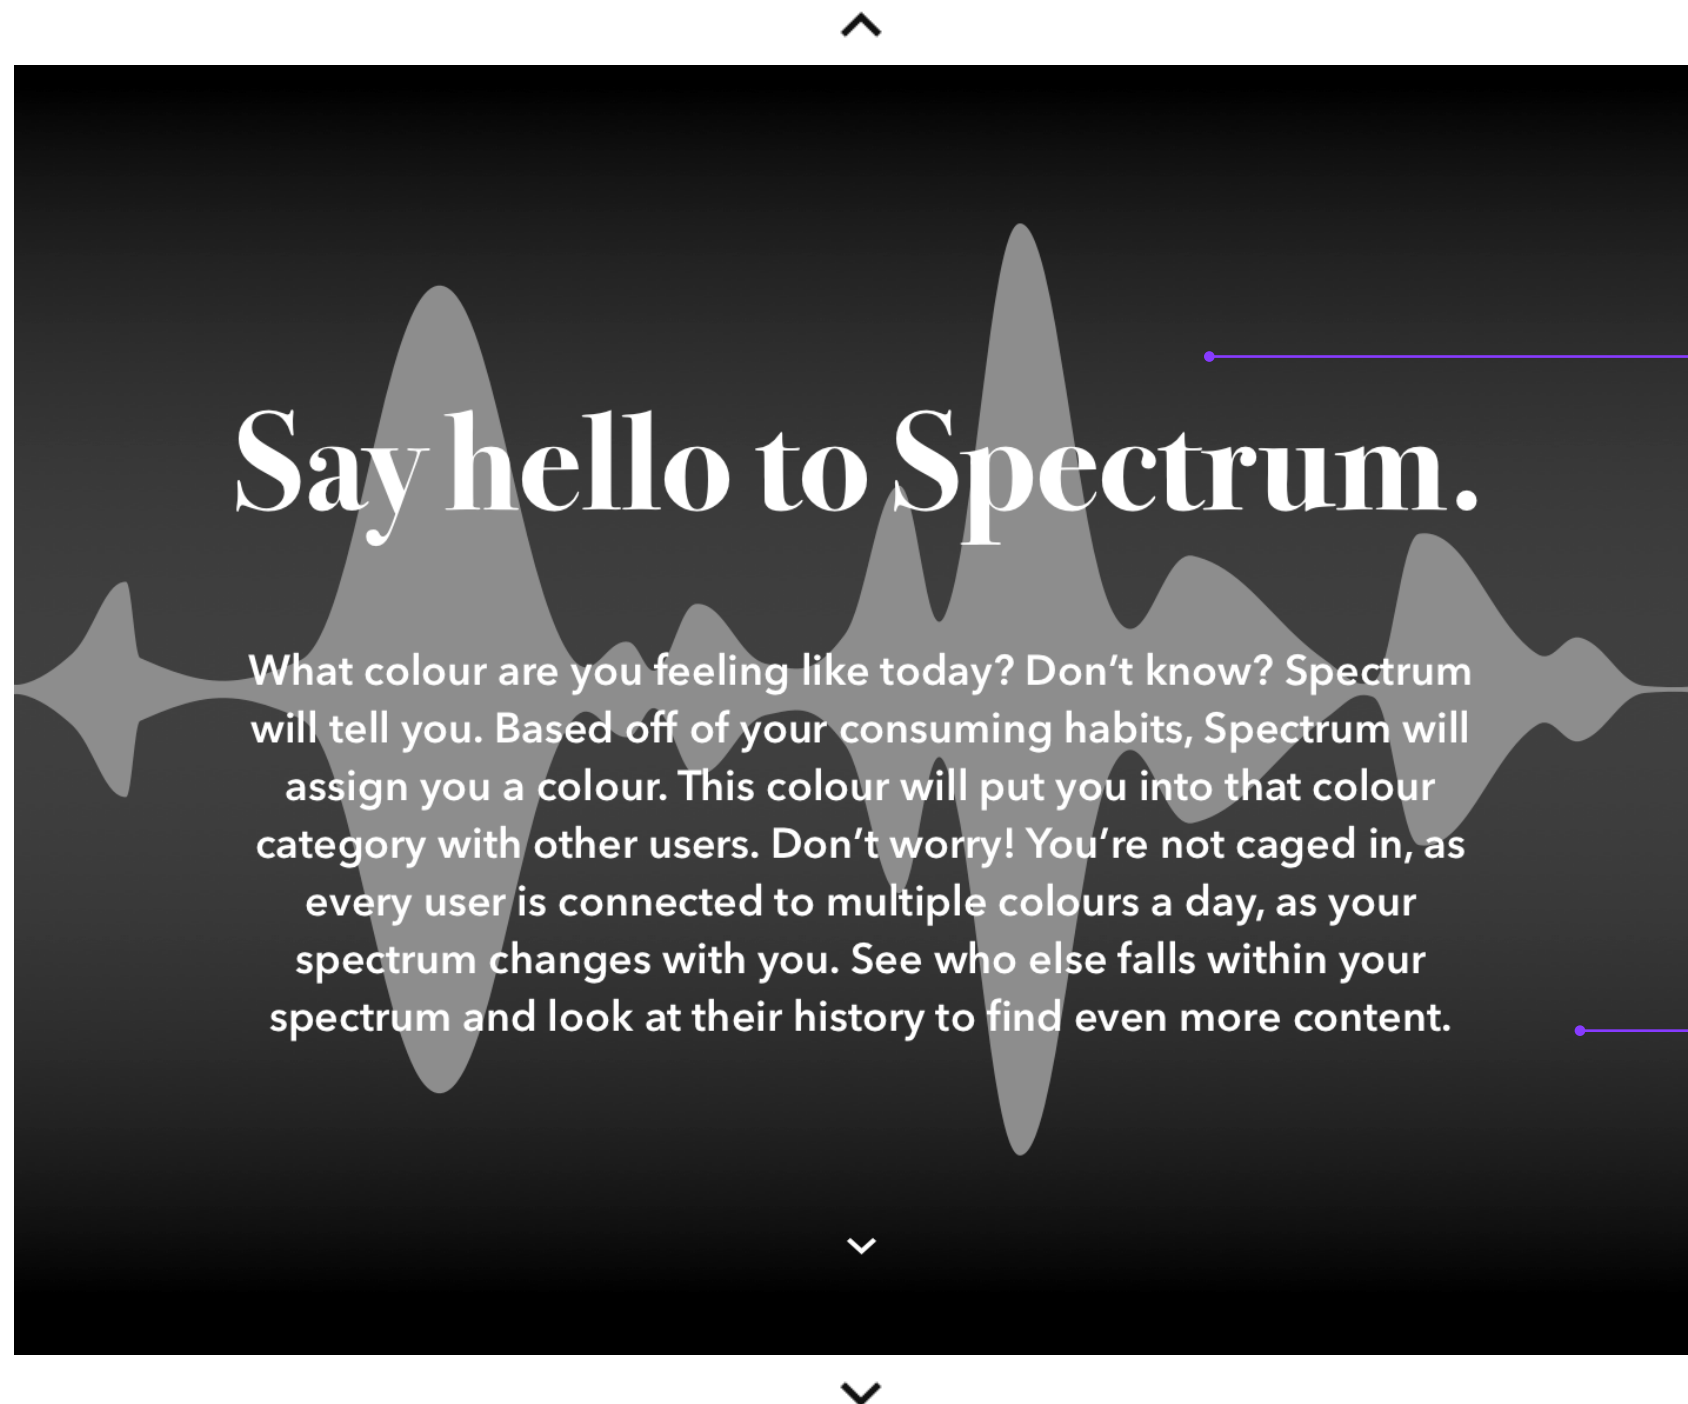 Say hello to Spectrum.
What colour are you feeling like today? Don’t know? Spectrum
will tell you. Based off of your consuming habits, Spectrum will
assign you a colour. This colour will put you into that colour
category with other users. Don’t worry! You’re not caged in, as
every user is connected to multiple colours a day, as your
spectrum changes with you. See who else falls within your
spectrum and look at their history to find even more content.